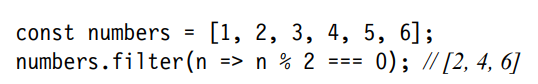 const numbers = [1, 2, 3, 4, 5, 6];
numbers.filter(n => n % 2 === 0); // [2, 4, 6]